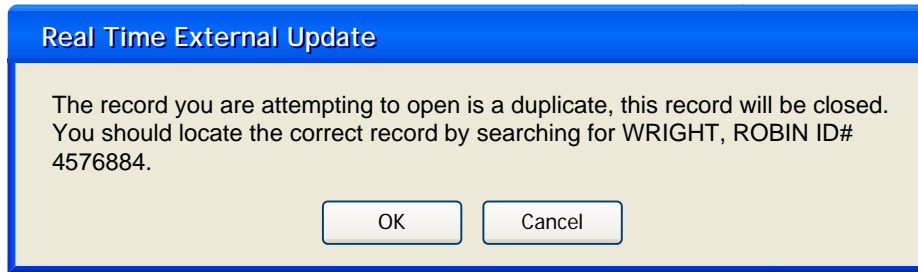 Real Time External Update
The record you are attempting to open is a duplicate, this record will be closed.
You should locate the correct record by searching for WRIGHT, ROBIN ID#
4576884.
OK
Cancel